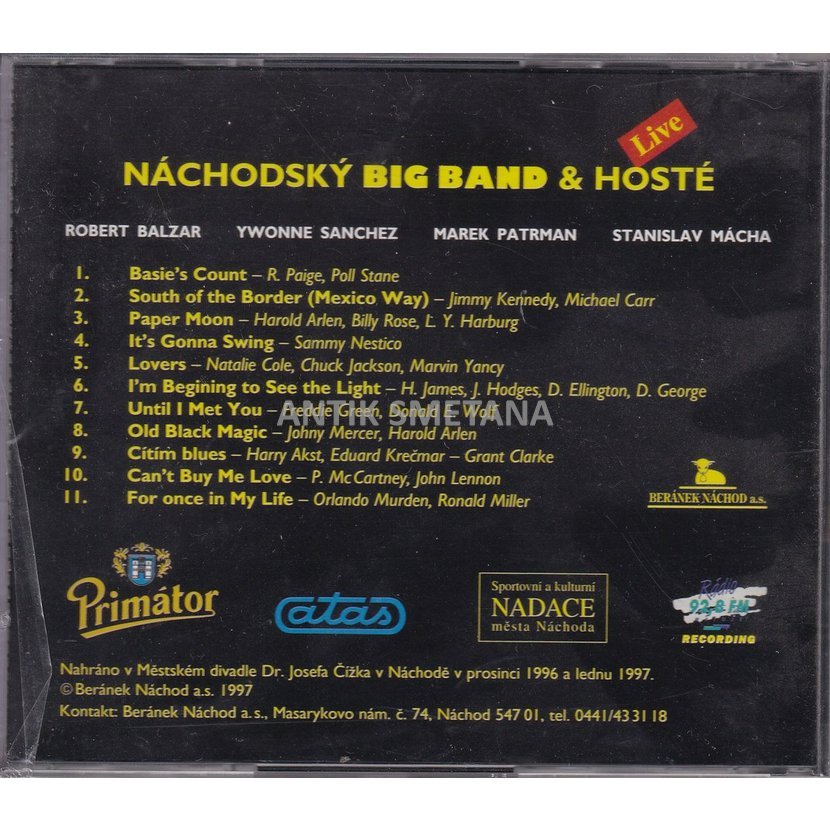 Live
NÁCHODSKÝ BIG BAND & HOSTÉ
ROBERT BALZAR YWONNE SANCHEZ MAREK PATRMAN STANISLAV MÁCHA
1. Basie's Count – R. Paige, Poll Stane
2. South of the Border (Mexico Way) – Jimmy Kennedy, Michael Carr
3. Paper Moon – Harold Arlen, Billy Rose, L. Y. Harburg
4. It's Gonna Swing – Sammy Nestico
5. Lovers – Natalie Cole, Chuck Jackson, Marvin Yancy
6. I'm Begining to See the Light – H. James, J. Hodges, D. Ellington, D. George
7. Until I Met You – Freddie Green, Donald E. Wolf
ANTIK SMETANA
8. Old Black Magic – Johny Mercer, Harold Arlen
9. Cítím blues – Harry Akst, Eduard Krečmar – Grant Clarke
10. Can't Buy Me Love – P. McCartney, John Lennon
11. For once in My Life – Orlando Murden, Ronald Miller
BERÁNEK NÁCHOD a.s.
Primátor
atas
Sportovní a kulturní
NADACE
města Náchoda
Rádio
92,8 FM
RECORDING
Nahráno v Městském divadle Dr. Josefa Čížka v Náchodě v prosinci 1996 a lednu 1997.
© Beránek Náchod a.s. 1997
Kontakt: Beránek Náchod a. s., Masarykovo nám. č. 74, Náchod 547 01, tel. 0441/43 31 18